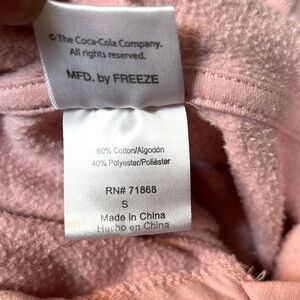 © The Coca-Cola Company.
All rights reserved.
MFD. by FREEZE
60% Cotton/Algodón
40% Polyester/Poliéster
RN# 71868
S
Made in China
Hecho en China